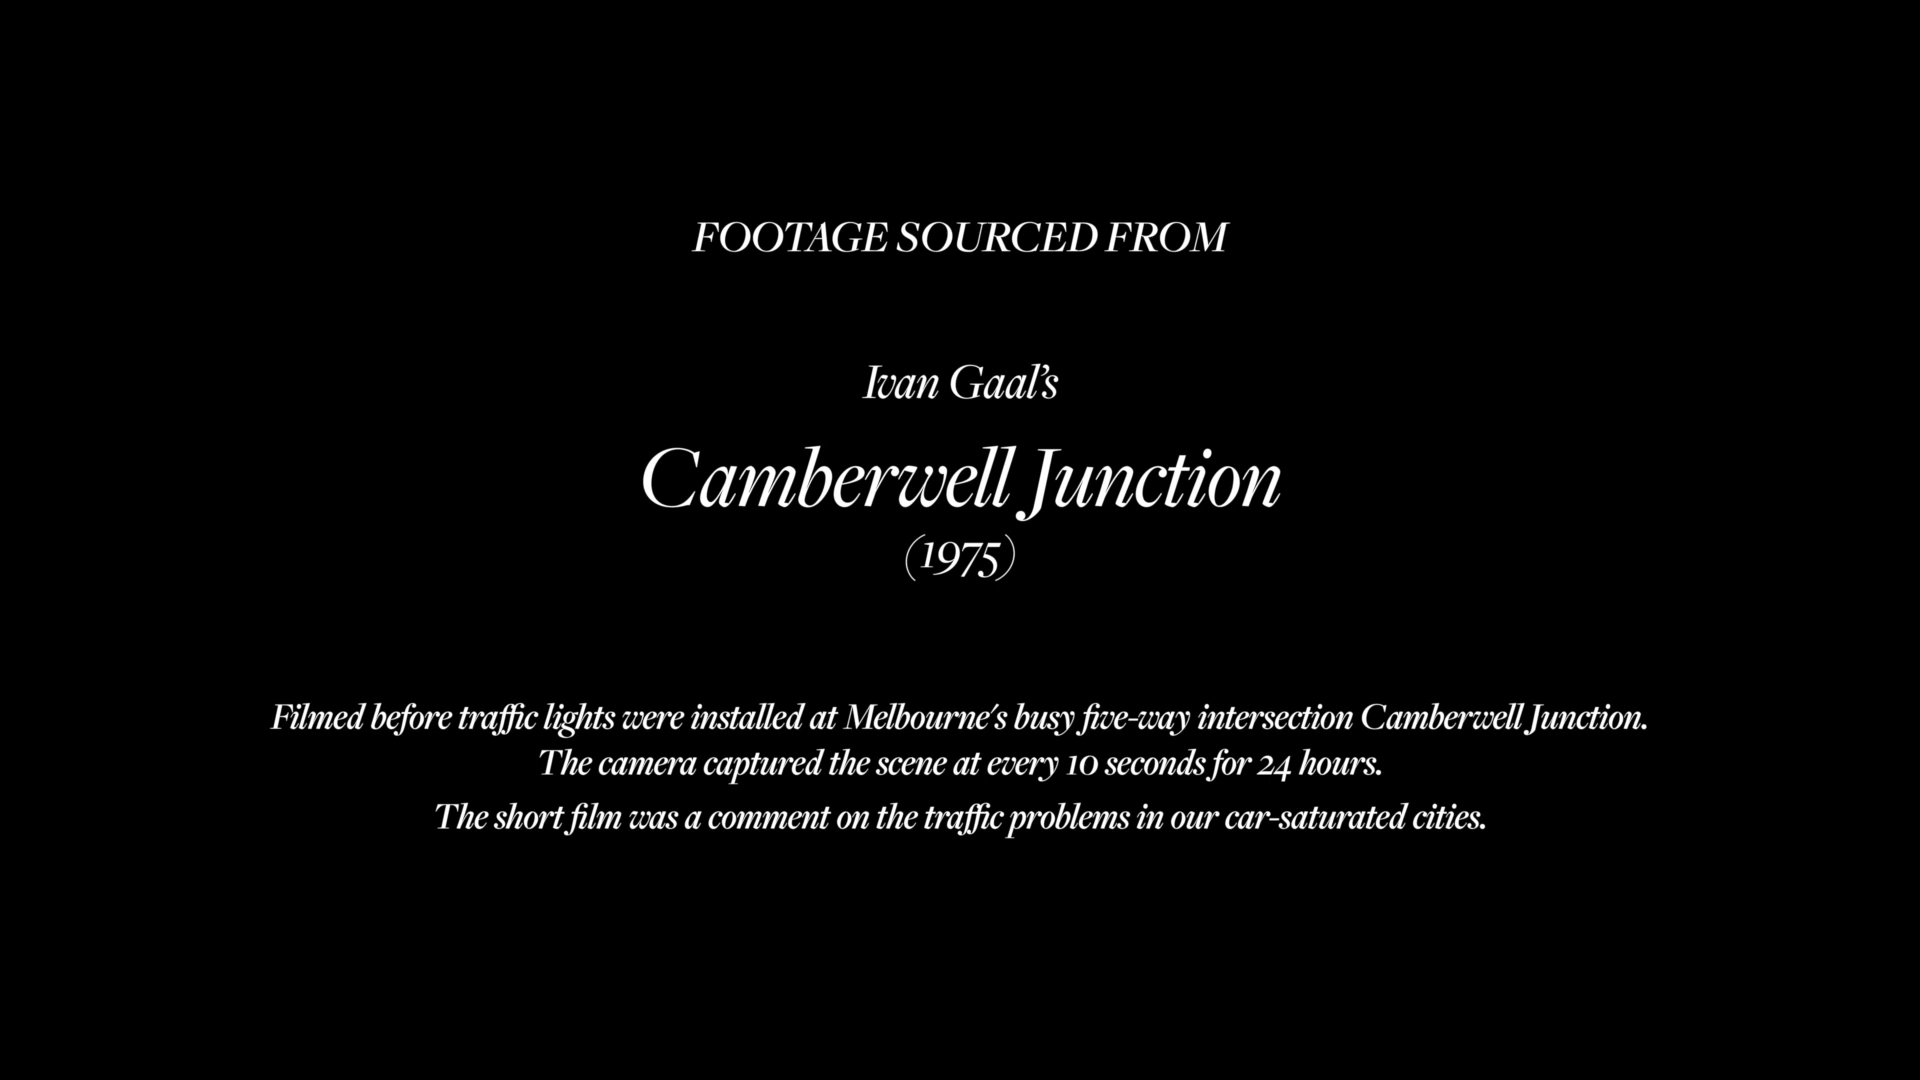 FOOTAGE SOURCED FROM
Ivan Gaal’s
Camberwell Junction
(1975)
Filmed before traffic lights were installed at Melbourne's busy five-way intersection Camberwell Junction.
The camera captured the scene at every 10 seconds for 24 hours.
The short film was a comment on the traffic problems in our car-saturated cities.